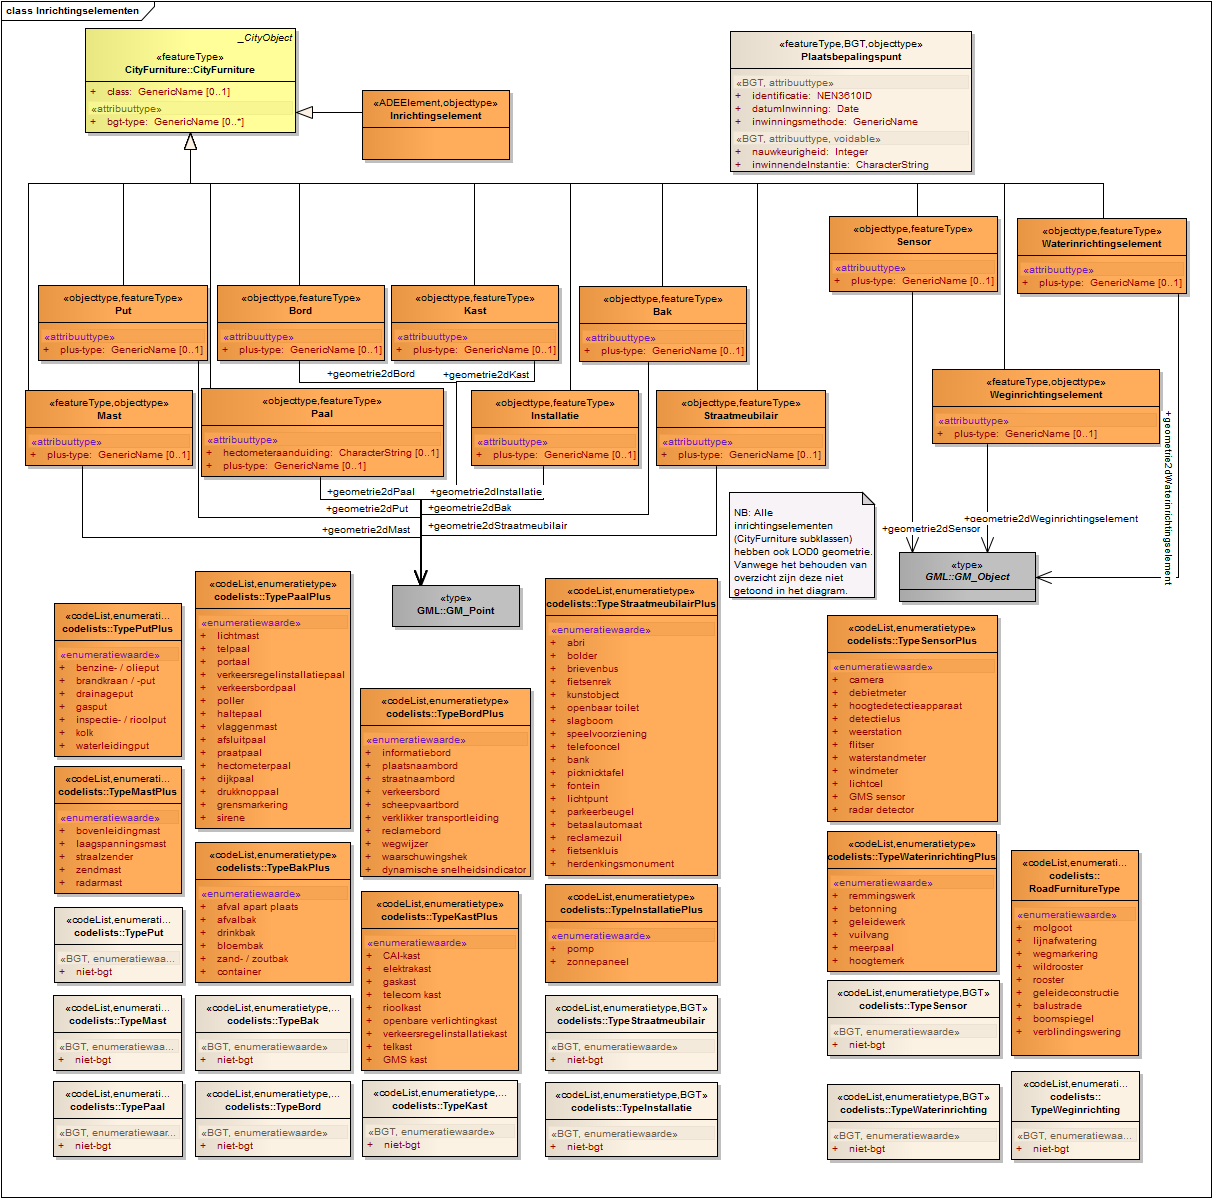 class Inrichtingselementen
_CityObject
«featureType»
CityFurniture::CityFurniture
+ class: GenericName [0..1]
«attribuuttype»
+ bgt-type: GenericName [0..*]
«ADEElement,objecttype»
Inrichtingselement
«featureType,BGT,objecttype»
Plaatsbepalingspunt
«BGT, attribuuttype»
+ identificatie: NEN3610ID
+ datumInwinning: Date
+ inwinningsmethode: GenericName
«BGT, attribuuttype, voidable»
+ nauwkeurigheid: Integer
+ inwinnendeInstantie: CharacterString
«objecttype,featureType»
Sensor
«attribuuttype»
+ plus-type: GenericName [0..1]
«objecttype,featureType»
Waterinrichtingselement
«attribuuttype»
+ plus-type: GenericName [0..1]
«objecttype,featureType»
Put
«attribuuttype»
+ plus-type: GenericName [0..1]
«objecttype,featureType»
Bord
«attribuuttype»
+ plus-type: GenericName [0..1]
«objecttype,featureType»
Kast
«attribuuttype»
+ plus-type: GenericName [0..1]
«objecttype,featureType»
Bak
«attribuuttype»
+ plus-type: GenericName [0..1]
+geometrie2dBord
+geometrie2dKast
«featureType,objecttype»
Mast
«attribuuttype»
+ plus-type: GenericName [0..1]
«objecttype,featureType»
Paal
«attribuuttype»
+ hectometeraanduiding: CharacterString [0..1]
+ plus-type: GenericName [0..1]
«objecttype,featureType»
Installatie
«attribuuttype»
+ plus-type: GenericName [0..1]
«objecttype,featureType»
Straatmeubilair
«attribuuttype»
+ plus-type: GenericName [0..1]
«objecttype,featureType»
Weginrichtingselement
«attribuuttype»
+ plus-type: GenericName [0..1]
+geometrie2dWaterinrichtingselement
+geometrie2dPaal
+geometrie2dInstallatie
+geometrie2dPut
+geometrie2dBak
+geometrie2dMast
+geometrie2dStraatmeubilair
NB: Alle
inrichtingselementen
(CityFurniture subklassen)
hebben ook LOD0 geometrie.
Vanwege het behouden van
overzicht zijn deze niet
getoond in het diagram.
+geometrie2dSensor
+geometrie2dWeginrichtingselement
«type»
GML::GM_Object
«type»
GML::GM_Point
«codeList,enumerati...
codelists::TypePutPlus
«enumeratiewaarde»
+ benzine- / olieput
+ brandkraan / -put
+ drainageput
+ gasput
+ inspectie- / rioolput
+ kolk
+ waterleidingput
«codeList,enumerati...
codelists::TypeMastPlus
«enumeratiewaarde»
+ bovenleidingmast
+ laagspanningsmast
+ straalzender
+ zendmast
+ radarmast
«codeList,enumerati...
codelists::TypePut
«BGT, enumeratiewaa...
+ niet-bgt
«codeList,enumerati...
codelists::TypeMast
«BGT, enumeratiewaa...
+ niet-bgt
«codeList,enumerati...
codelists::TypePaal
«BGT, enumeratiewaar...
+ niet-bgt
«codeList,enumeratietype»
codelists::TypePaalPlus
«enumeratiewaarde»
+ lichtmast
+ telpaal
+ portaal
+ verkeersregelinstallatiepaal
+ verkeersbordpaal
+ poller
+ haltepaal
+ vlaggenmast
+ afsluitpaal
+ praatpaal
+ hectometerpaal
+ dijkpaal
+ drukknoppaal
+ grensmarkering
+ sirene
«codeList,enumeratietype»
codelists::TypeBakPlus
«enumeratiewaarde»
+ afval apart plaats
+ afvalbak
+ drinkbak
+ bloembak
+ zand- / zoutbak
+ container
«codeList,enumeratietype,...
codelists::TypeBak
«BGT, enumeratiewaarde»
+ niet-bgt
«codeList,enumeratietype,...
codelists::TypeBord
«BGT, enumeratiewaarde»
+ niet-bgt
«codeList,enumeratietype»
codelists::TypeBordPlus
«enumeratiewaarde»
+ informatiebord
+ plaatsnaambord
+ straatnaambord
+ verkeersbord
+ scheepvaartbord
+ verklikker transportleiding
+ reclamebord
+ wegwijzer
+ waarschuwingshek
+ dynamische snelheidsindicator
«codeList,enumeratietype»
codelists::TypeKastPlus
«enumeratiewaarde»
+ CAI-kast
+ elektrakast
+ gaskast
+ telecom kast
+ rioolkast
+ openbare verlichtingkast
+ verkeersregelinstallatiekast
+ telkast
+ GMS kast
«codeList,enumeratietype,...
codelists::TypeKast
«BGT, enumeratiewaarde»
+ niet-bgt
«codeList,enumeratietype»
codelists::TypeStraatmeubilairPlus
«enumeratiewaarde»
+ abri
+ bolder
+ brievenbus
+ fietsenrek
+ kunstobject
+ openbaar toilet
+ slagboom
+ speelvoorziening
+ telefooncel
+ bank
+ picknicktafel
+ fontein
+ lichtpunt
+ parkeerbeugel
+ betaalautomaat
+ reclamezuil
+ fietsenkluis
+ herdenkingsmonument
«codeList,enumeratietype»
codelists::TypeInstallatiePlus
«enumeratiewaarde»
+ pomp
+ zonnepaneel
«codeList,enumeratietype,BGT»
codelists::TypeStraatmeubilair
«BGT, enumeratiewaarde»
+ niet-bgt
«codeList,enumeratietype,BGT»
codelists::TypeInstallatie
«BGT, enumeratiewaarde»
+ niet-bgt
«codeList,enumeratietype»
codelists::TypeSensorPlus
«enumeratiewaarde»
+ camera
+ debietmeter
+ hoogtedetectieapparaat
+ detectielus
+ weerstation
+ flitser
+ waterstandmeter
+ windmeter
+ lichtcel
+ GMS sensor
+ radar detector
«codeList,enumeratietype»
codelists::TypeWaterinrichtingPlus
«enumeratiewaarde»
+ remmingswerk
+ betonning
+ geleidewerk
+ vuilvang
+ meerpaal
+ hoogtemerk
«codeList,enumeratietype,BGT»
codelists::TypeSensor
«BGT, enumeratiewaarde»
+ niet-bgt
«codeList,enumeratietype,BGT»
codelists::TypeWaterinrichting
«BGT, enumeratiewaarde»
+ niet-bgt
«codeList,enumerati...
codelists::
RoadFurnitureType
«enumeratiewaarde»
+ molgoot
+ lijnafwatering
+ wegmarkering
+ wildrooster
+ rooster
+ geleideconstructie
+ balustrade
+ boomspiegel
+ verblindingswering
«codeList,enumerati...
codelists::
TypeWeginrichting
«BGT, enumeratiewaa...
+ niet-bgt